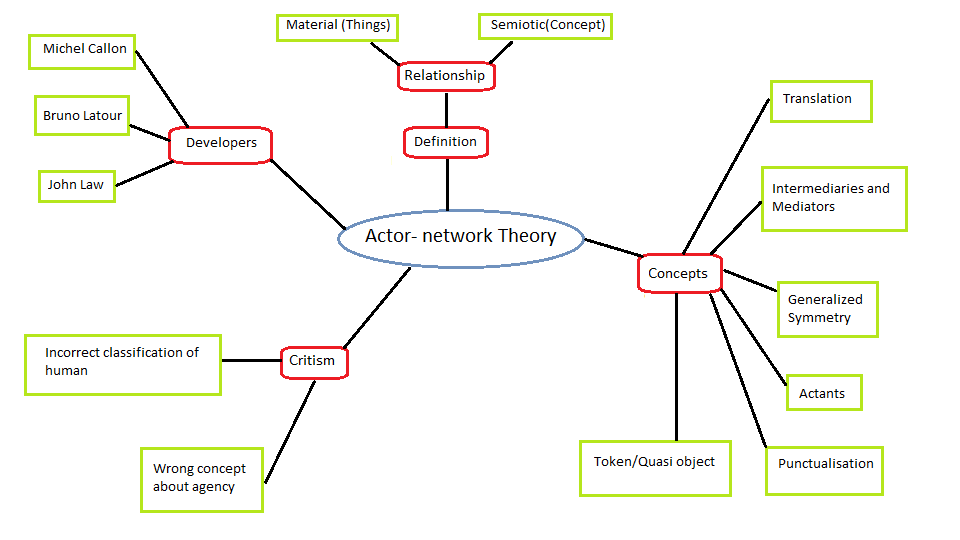 Material (Things)
Semiotic(Concept)
Michel Callon
Relationship
Bruno Latour
Translation
Developers
Definition
John Law
Intermediaries and
Mediators
Actor- network Theory
Concepts
Generalized
Symmetry
Incorrect classification of
human
Critism
Actants
Wrong concept
about agency
Token/Quasi object
Punctualisation